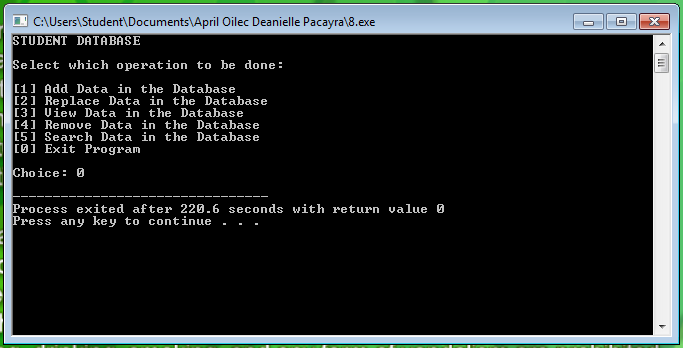 C:\Users\Student\Documents\April Oilec Deanielle Pacayra\8.exe
STUDENT DATABASE
Select which operation to be done:
[1] Add Data in the Database
[2] Replace Data in the Database
[3] View Data in the Database
[4] Remove Data in the Database
[5] Search Data in the Database
[0] Exit Program
Choice: 0
--------------------------------
Process exited after 220.6 seconds with return value 0
Press any key to continue . . .